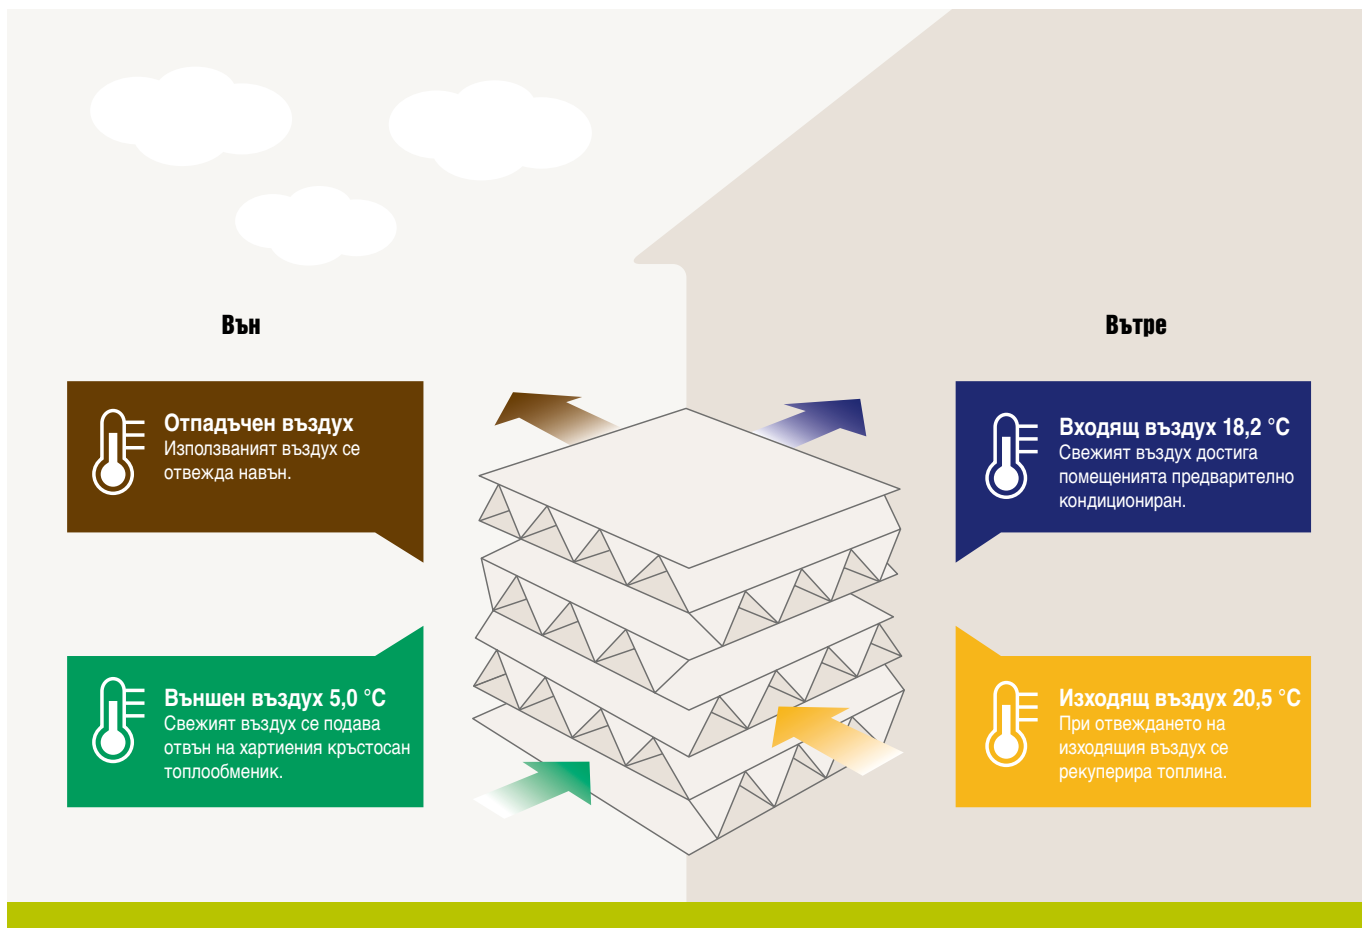 Вън
Вътре
Отпадъчен въздух
Използваният въздух се
отвежда навън.
Входящ въздух 18,2 °C
Свежият въздух достига
помещенията предварително
кондициониран.
Външен въздух 5,0 °C
Свежият въздух се подава
отвън на хартиения кръстосан
топлообменик.
Изходящ въздух 20,5 °C
При отвеждането на
изходящия въздух се
рекуперира топлина.